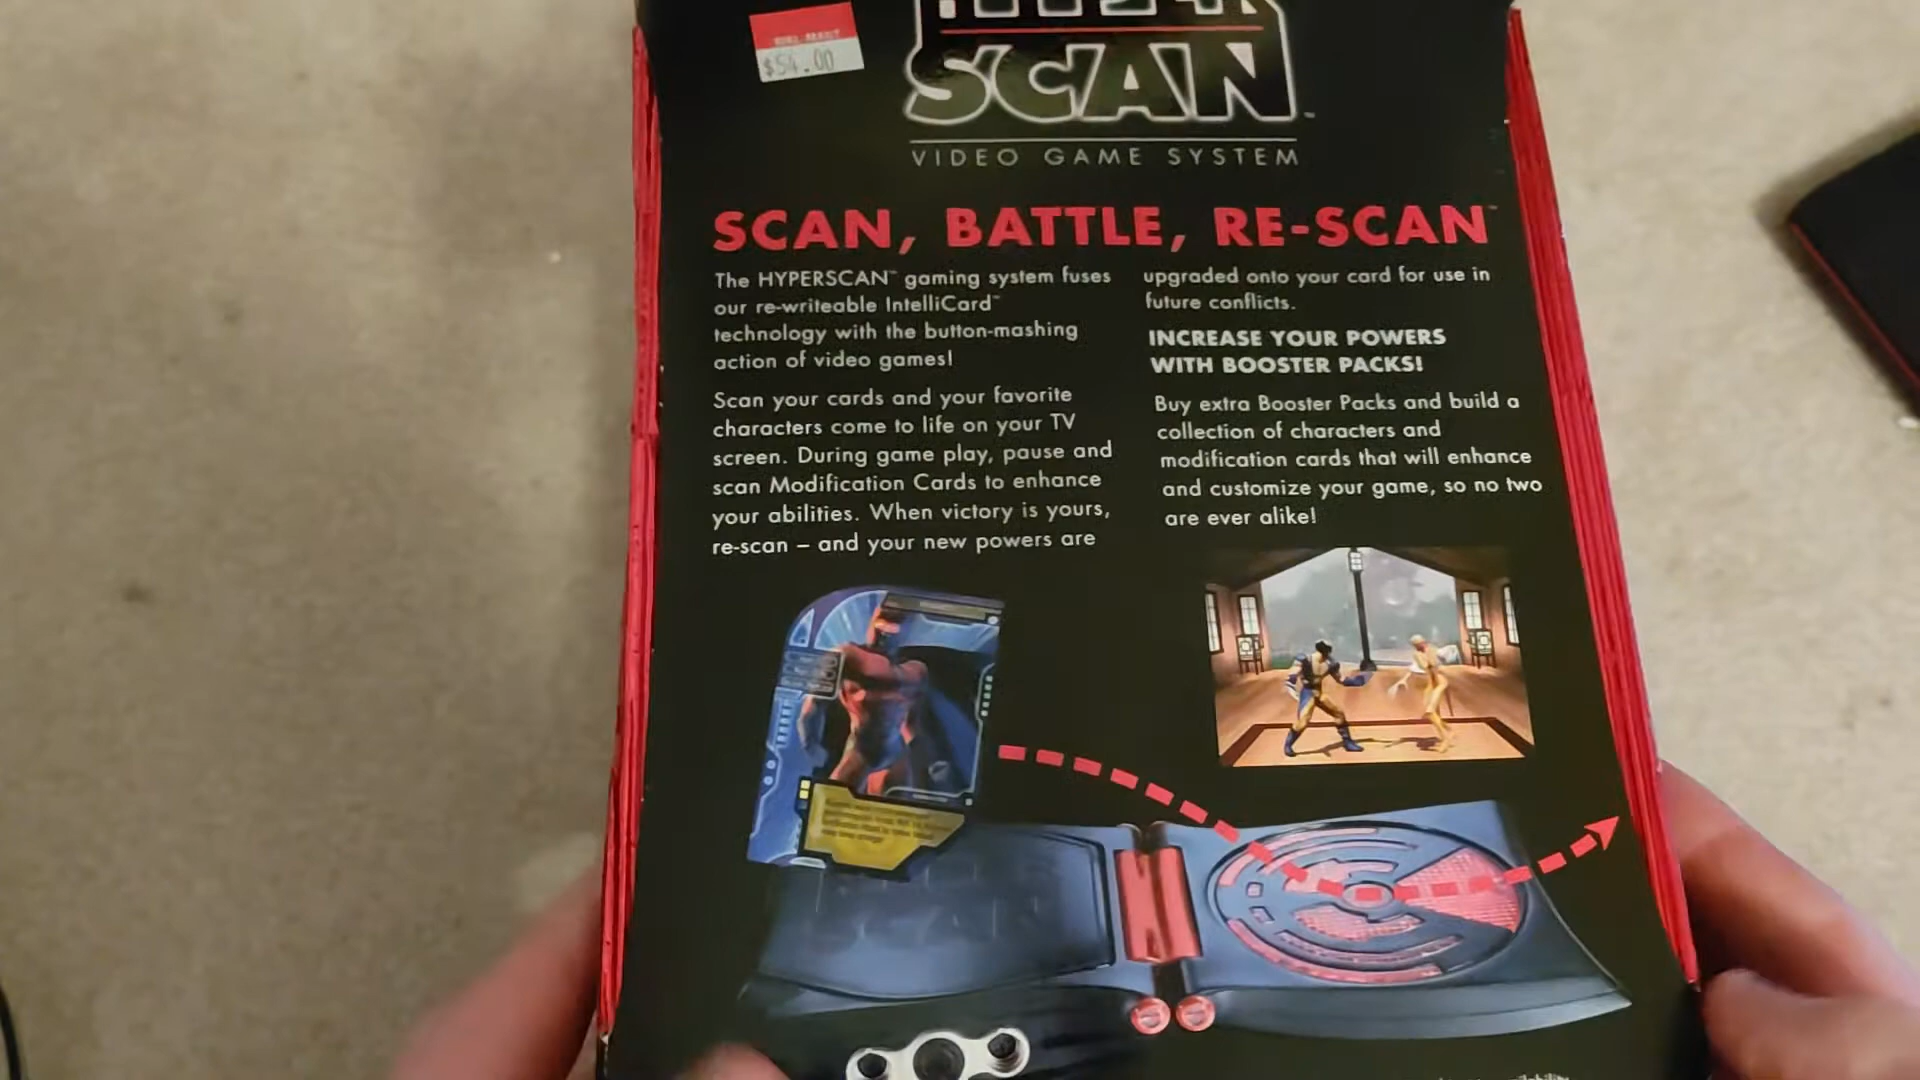 WAL-MART
$54.00
SCAN™
VIDEO GAME SYSTEM
SCAN, BATTLE, RE-SCAN™
The HYPERSCAN™ gaming system fuses
our re-writeable IntelliCard™
technology with the button-mashing
action of video games!
Scan your cards and your favorite
characters come to life on your TV
screen. During game play, pause and
scan Modification Cards to enhance
your abilities. When victory is yours,
re-scan – and your new powers are
upgraded onto your card for use in
future conflicts.
INCREASE YOUR POWERS
WITH BOOSTER PACKS!
Buy extra Booster Packs and build a
collection of characters and
modification cards that will enhance
and customize your game, so no two
are ever alike!